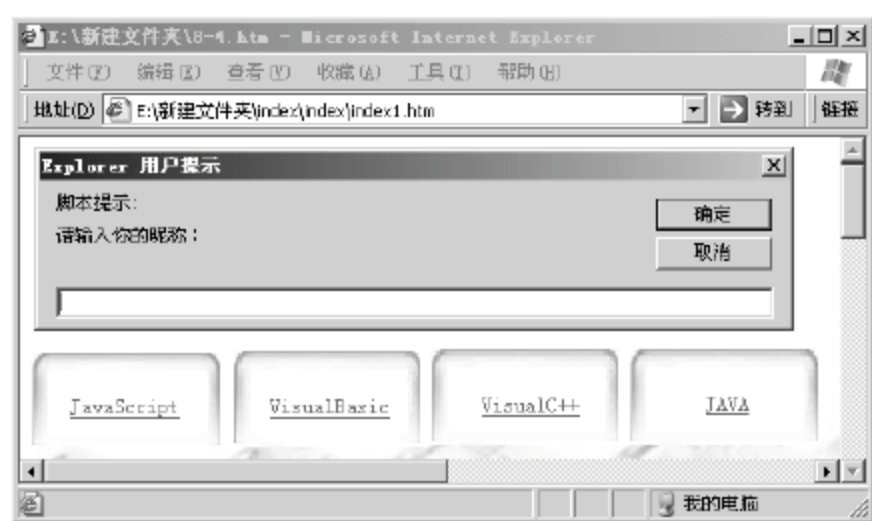 E:\新建文件夹\8-4.htm - Microsoft Internet Explorer
文件(F) 编辑(E) 查看(V) 收藏(A) 工具(T) 帮助(H)
地址(D) E:\新建文件夹\index\index\index1.htm 转到 链接
Explorer 用户提示
脚本提示:
请输入你的昵称：
确定
取消
JavaScript VisualBasic VisualC++ JAVA
我的电脑